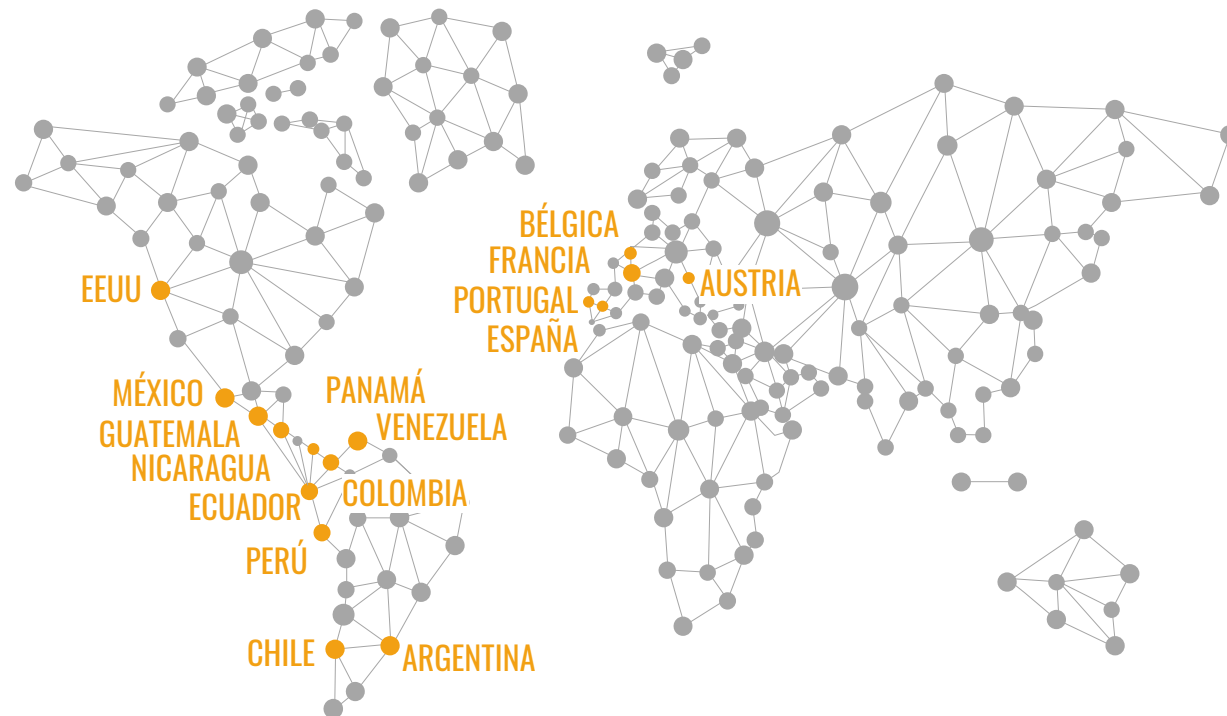 BÉLGICA
FRANCIA
AUSTRIA
PORTUGAL
ESPAÑA
EEUU
MÉXICO
PANAMÁ
GUATEMALA
VENEZUELA
NICARAGUA
ECUADOR
COLOMBIA
PERÚ
CHILE
ARGENTINA